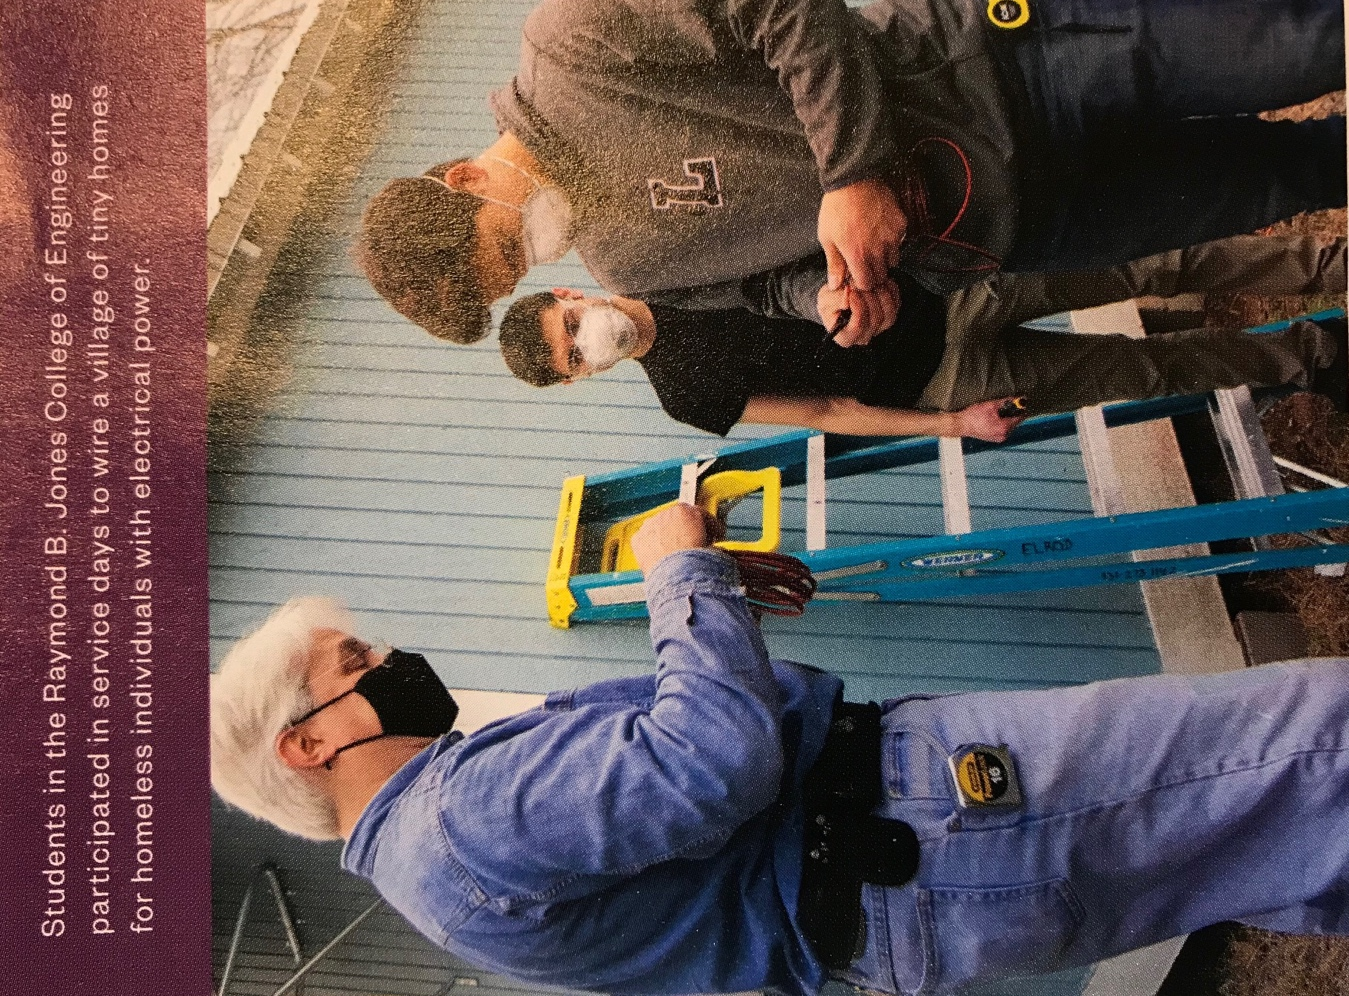 Students in the Raymond B. Jones College of Engineering
participated in service days to wire a village of tiny homes
for homeless individuals with electrical power.
L
WERNER
ELROD
16